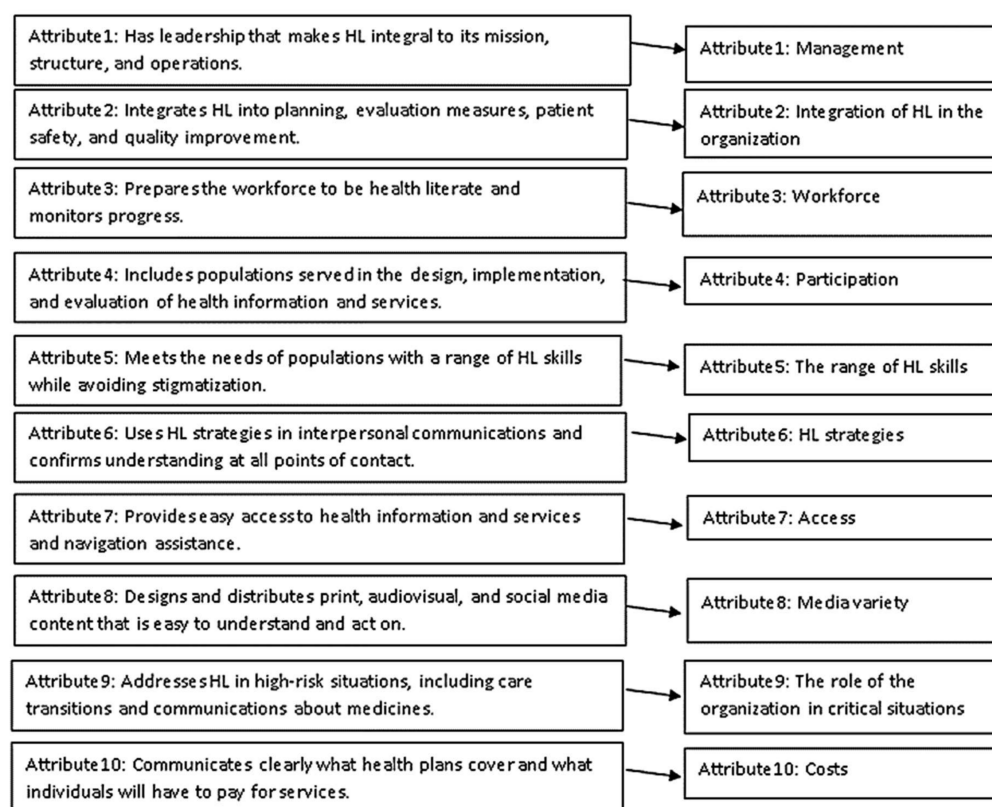 Attribute1: Has leadership that makes HL integral to its mission,
structure, and operations.
Attribute1: Management
Attribute2: Integrates HL into planning, evaluation measures, patient
safety, and quality improvement.
Attribute2: Integration of HL in the
organization
Attribute3: Prepares the workforce to be health literate and
monitors progress.
Attribute3: Workforce
Attribute4: Includes populations served in the design, implementation,
and evaluation of health information and services.
Attribute4: Participation
Attribute5: Meets the needs of populations with a range of HL skills
while avoiding stigmatization.
Attribute5: The range of HL skills
Attribute6: Uses HL strategies in interpersonal communications and
confirms understanding at all points of contact.
Attribute6: HL strategies
Attribute7: Provides easy access to health information and services
and navigation assistance.
Attribute7: Access
Attribute8: Designs and distributes print, audiovisual, and social media
content that is easy to understand and act on.
Attribute8: Media variety
Attribute9: Addresses HL in high-risk situations, including care
transitions and communications about medicines.
Attribute9: The role of the
organization in critical situations
Attribute10: Communicates clearly what health plans cover and what
individuals will have to pay for services.
Attribute10: Costs